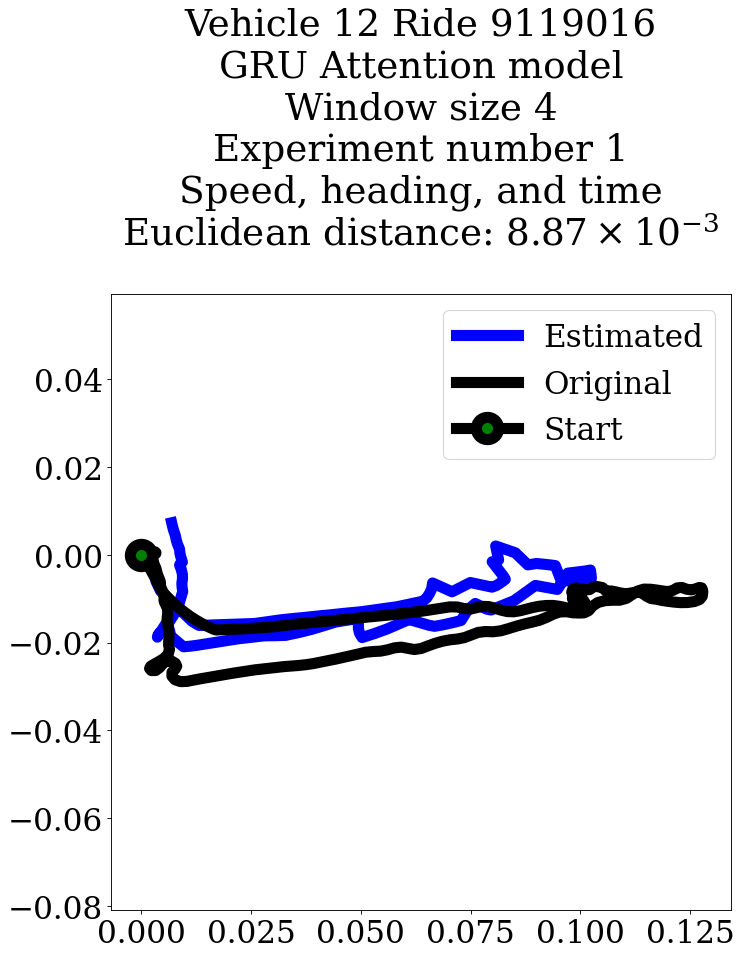 Vehicle 12 Ride 9119016
GRU Attention model
Window size 4
Experiment number 1
Speed, heading, and time
Euclidean distance: 8.87 × 10⁻³
Estimated
Original
Start
0.04
0.02
0.00
−0.02
−0.04
−0.06
−0.08
0.000 0.025 0.050 0.075 0.100 0.125